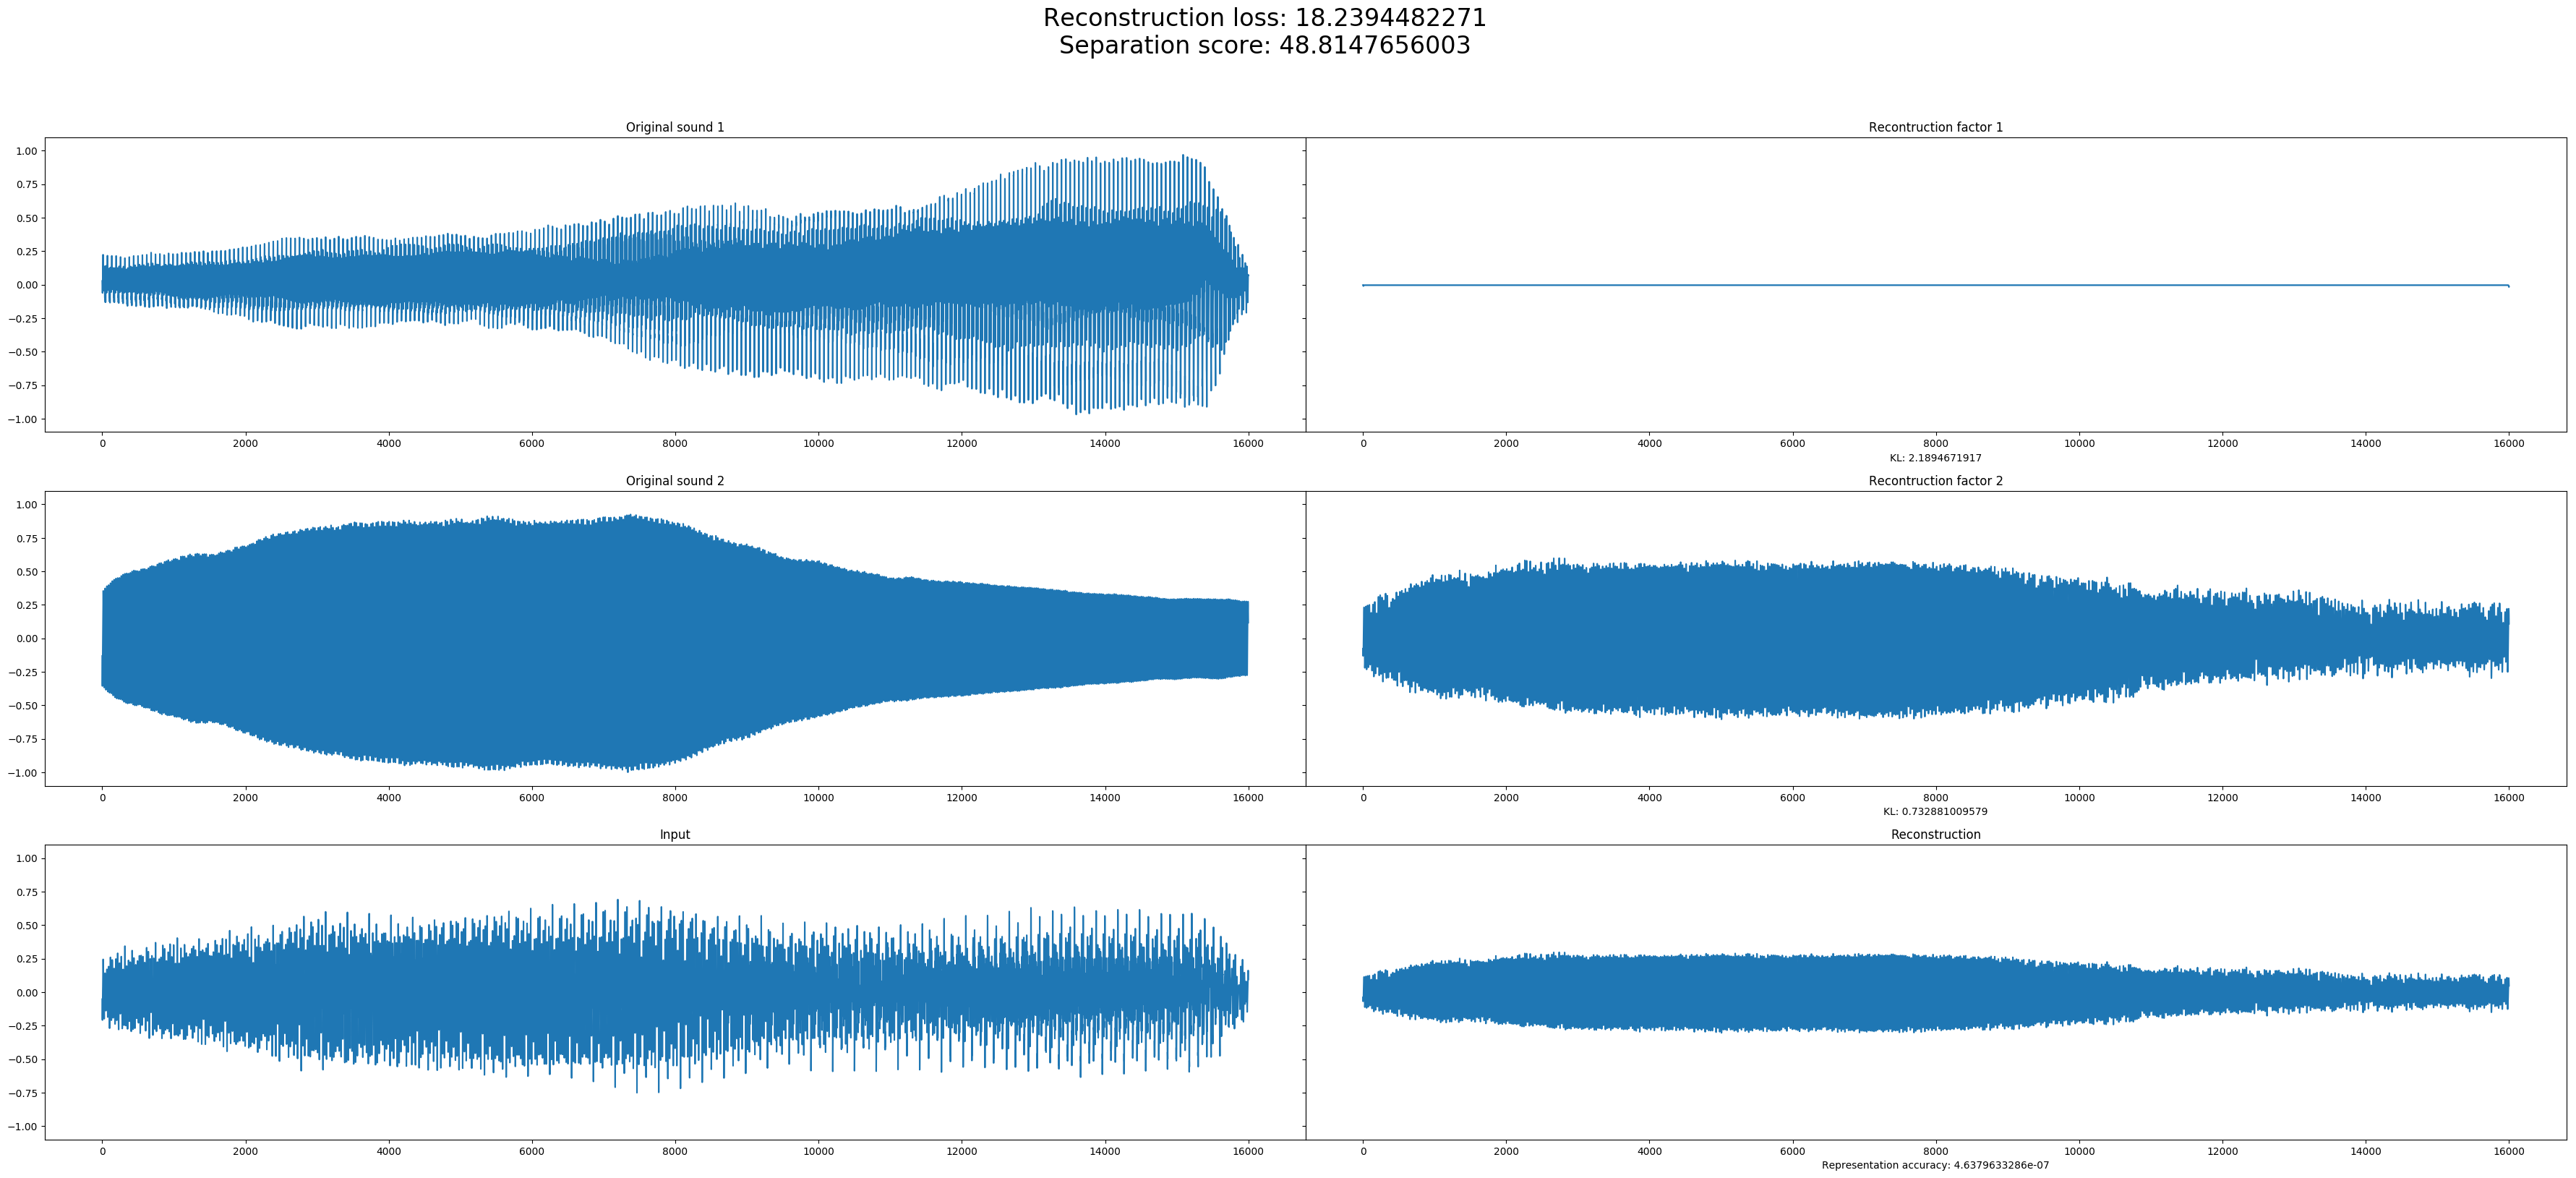 Reconstruction loss: 18.2394482271
Separation score: 48.8147656003
Original sound 1
Recontruction factor 1
1.00
0.75
0.50
0.25
0.00
−0.25
−0.50
−0.75
−1.00
0 2000 4000 6000 8000 10000 12000 14000 16000
0 2000 4000 6000 8000 10000 12000 14000 16000
KL: 2.1894671917
Original sound 2
Recontruction factor 2
1.00
0.75
0.50
0.25
0.00
−0.25
−0.50
−0.75
−1.00
0 2000 4000 6000 8000 10000 12000 14000 16000
0 2000 4000 6000 8000 10000 12000 14000 16000
KL: 0.732881009579
Input
Reconstruction
1.00
0.75
0.50
0.25
0.00
−0.25
−0.50
−0.75
−1.00
0 2000 4000 6000 8000 10000 12000 14000 16000
0 2000 4000 6000 8000 10000 12000 14000 16000
Representation accuracy: 4.6379633286e-07